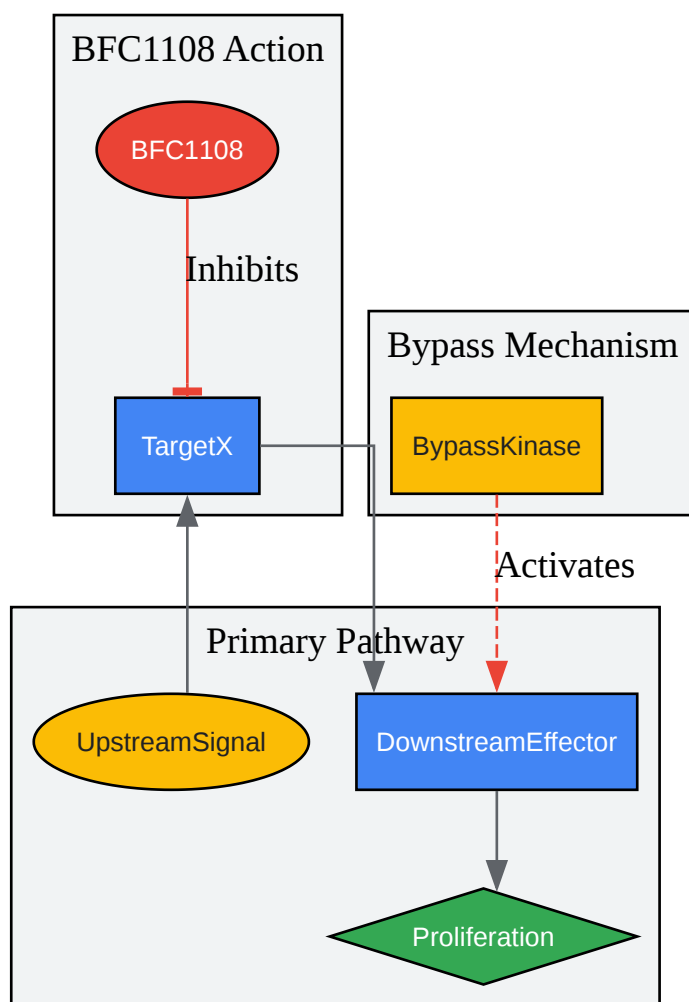 BFC1108 Action
BFC1108
Inhibits
Bypass Mechanism
TargetX
BypassKinase
Activates
Primary Pathway
UpstreamSignal
DownstreamEffector
Proliferation